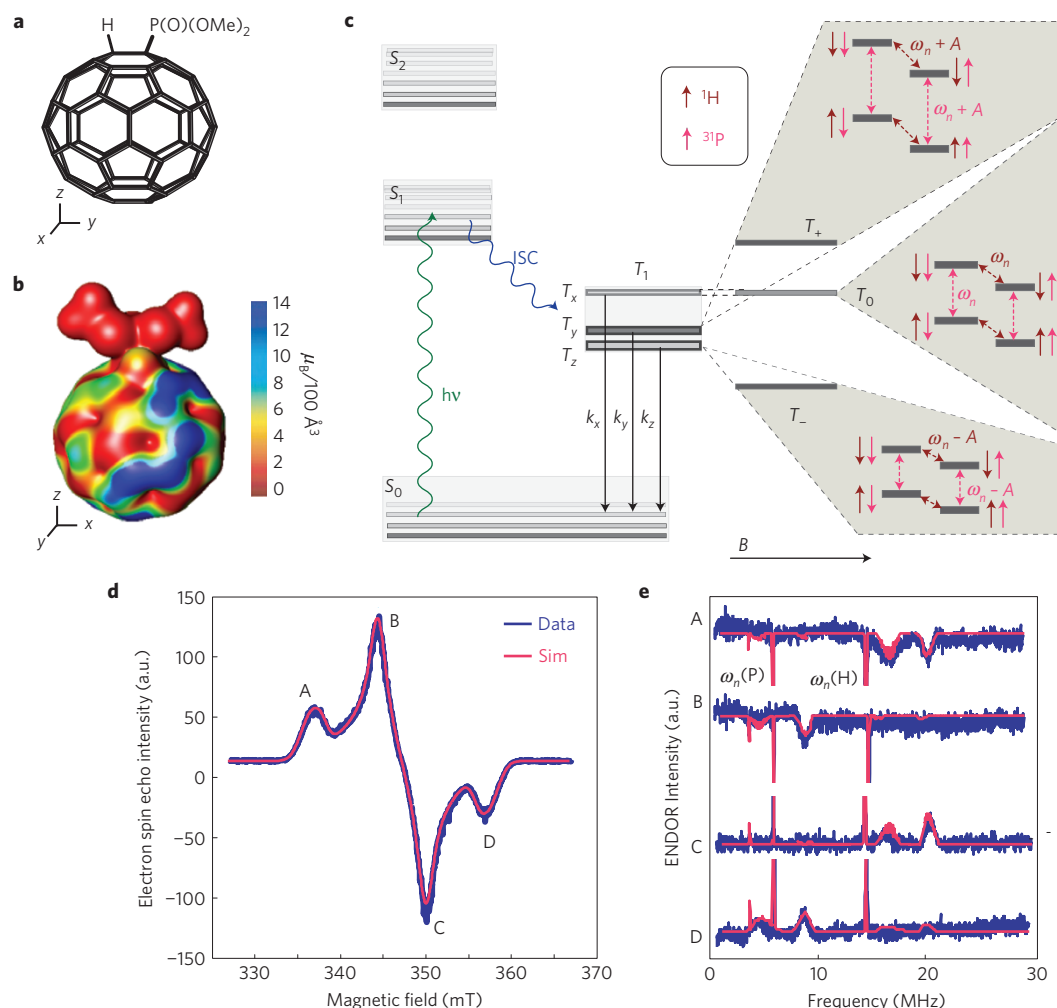 a
H P(O)(OMe)2
z
x y
b
14
12
10
8
6
4
2
0
μB/100 Å3
z
y x
c
S2
S1
hν
ISC
T1
Tx
Ty
Tz
kx ky kz
S0
1H
31P
T+
T0
T−
ωn + A
ωn + A
ωn
ωn
ωn − A
ωn − A
B
d
Electron spin echo intensity (a.u.)
150
100
50
0
−50
−100
−150
A
B
C
D
Data
Sim
330 340 350 360 370
Magnetic field (mT)
e
ENDOR Intensity (a.u.)
A
ωn(P) ωn(H)
B
C
D
0 10 20 30
Frequency (MHz)